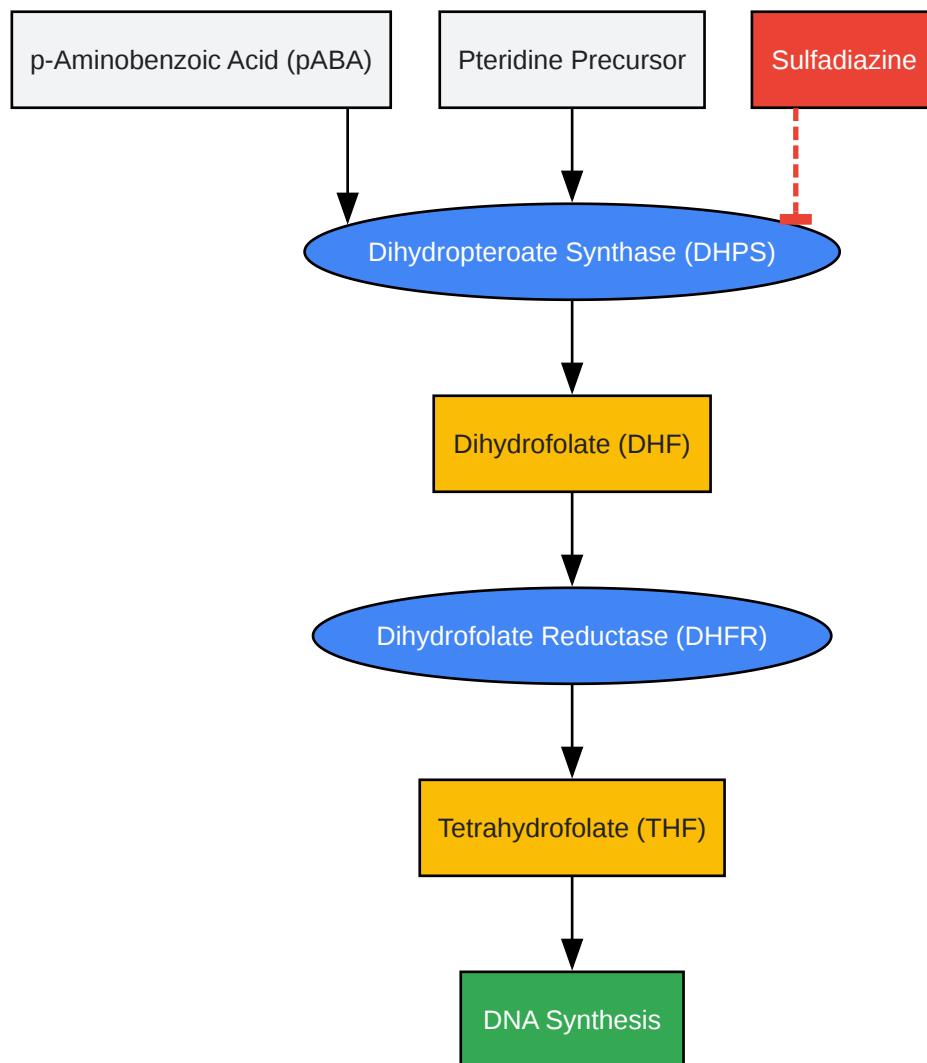 p-Aminobenzoic Acid (pABA)
Pteridine Precursor
Sulfadiazine
Dihydropteroate Synthase (DHPS)
Dihydrofolate (DHF)
Dihydrofolate Reductase (DHFR)
Tetrahydrofolate (THF)
DNA Synthesis